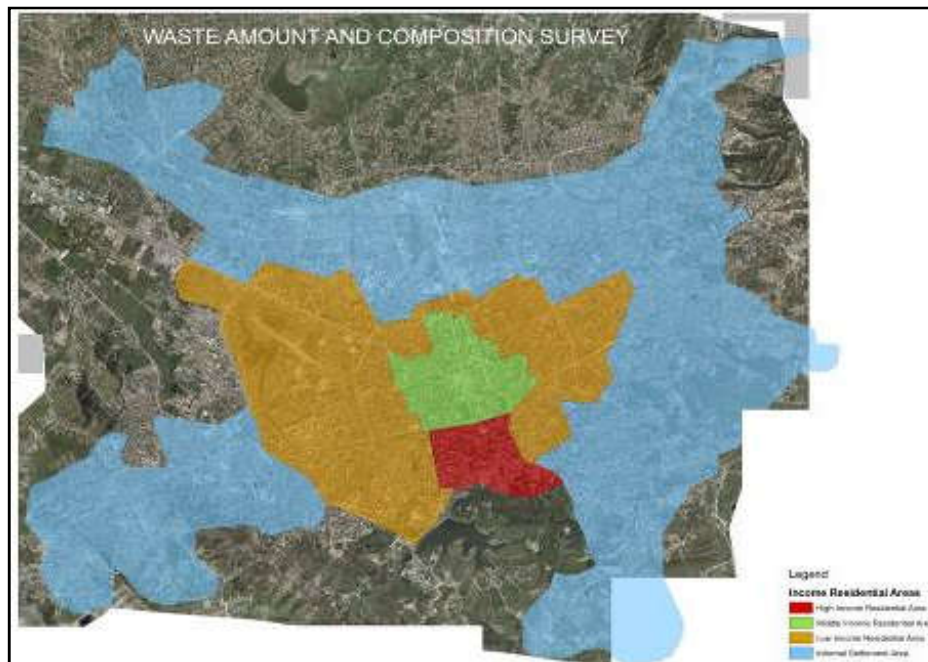 WASTE AMOUNT AND COMPOSITION SURVEY
Legend
Income Residential Areas
High Income Residential Area
Middle Income Residential Are
Low Income Residential Area
Informal Settlement Area